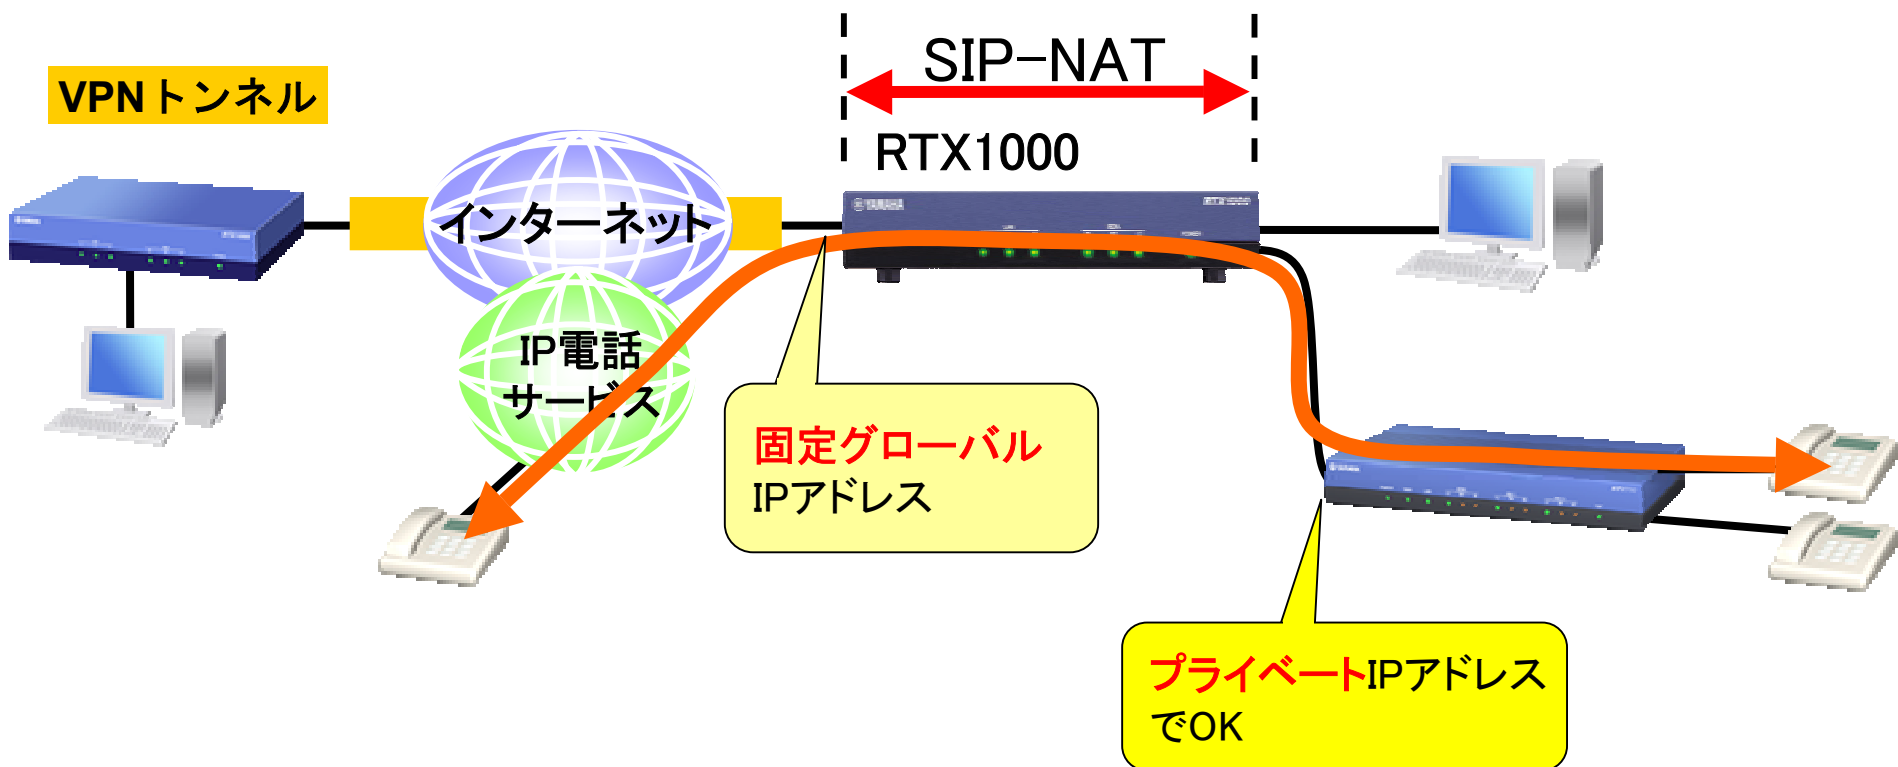 SIP-NAT
VPNトンネル
RTX1000
YAMAHA
インターネット
IP電話
サービス
固定グローバル
IPアドレス
プライベートIPアドレス
でOK